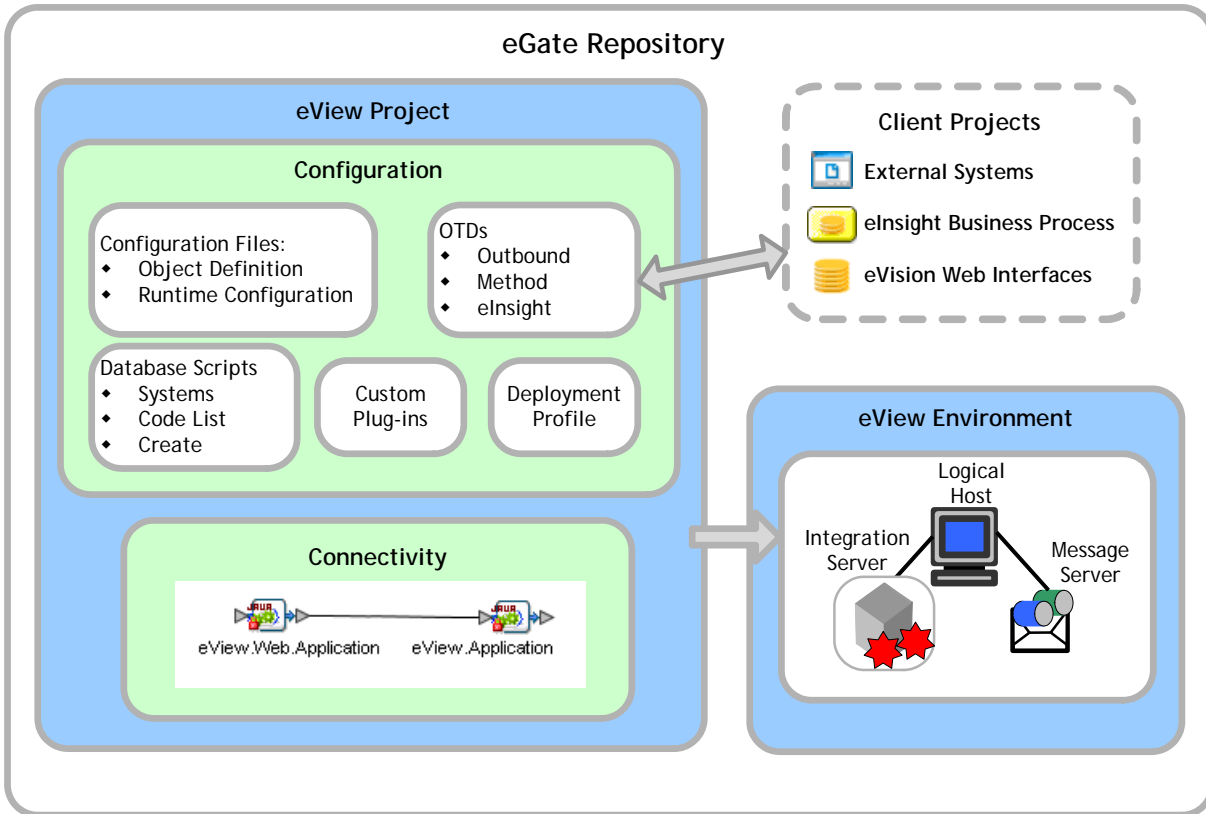 eGate Repository
eView Project
Configuration
Configuration Files:
◆ Object Definition
◆ Runtime Configuration
OTDs
◆ Outbound
◆ Method
◆ eInsight
Database Scripts
◆ Systems
◆ Code List
◆ Create
Custom
Plug-ins
Deployment
Profile
Connectivity
JAVA
JAVA
eView.Web.Application
eView.Application
Client Projects
External Systems
eInsight Business Process
eVision Web Interfaces
eView Environment
Logical
Host
Integration
Server
Message
Server